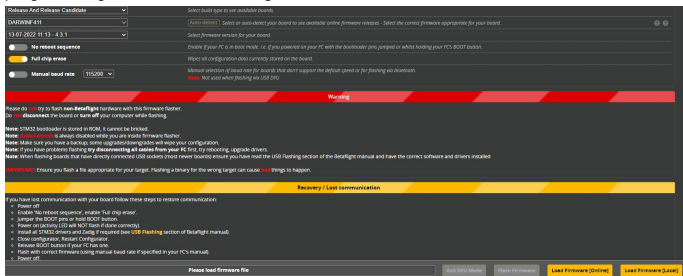 Release And Release Candidate
Select build type to see available boards.
DARWINF411
Auto-detect
Select or auto-detect your board to see available online firmware releases - Select the correct firmware appropriate for your board.
13-07-2022 11:13 - 4.3.1
Select firmware version for your board.
No reboot sequence
Enable if your FC is in boot mode. i.e. if you powered on your FC with the bootloader pins jumped or whilst holding your FC's BOOT button.
Full chip erase
Wipes all configuration data currently stored on the board.
Manual baud rate
115200
Manual selection of baud rate for boards that don't support the default speed or for flashing via bluetooth.
Note: Not used when flashing via USB DFU
Warning
Please do not try to flash non-Betaflight hardware with this firmware flasher.
Do not disconnect the board or turn off your computer while flashing.
Note: STM32 bootloader is stored in ROM, it cannot be bricked.
Note: Auto-Connect is always disabled while you are inside firmware flasher.
Note: Make sure you have a backup; some upgrades/downgrades will wipe your configuration.
Note: If you have problems flashing try disconnecting all cables from your FC first, try rebooting, upgrade drivers.
Note: When flashing boards that have directly connected USB sockets (most newer boards) ensure you have read the USB Flashing section of the Betaflight manual and have the correct software and drivers installed
IMPORTANT: Ensure you flash a file appropriate for your target. Flashing a binary for the wrong target can cause bad things to happen.
Recovery / Lost communication
If you have lost communication with your board follow these steps to restore communication:
Power off
Enable 'No reboot sequence', enable 'Full chip erase'.
Jumper the BOOT pins or hold BOOT button.
Power on (activity LED will NOT flash if done correctly).
Install all STM32 drivers and Zadig if required (see USB Flashing section of Betaflight manual).
Close configurator, Restart Configurator.
Release BOOT button if your FC has one.
Flash with correct firmware (using manual baud rate if specified in your FC's manual).
Power off
Please load firmware file
Exit DFU Mode
Flash Firmware
Load Firmware [Online]
Load Firmware [Local]